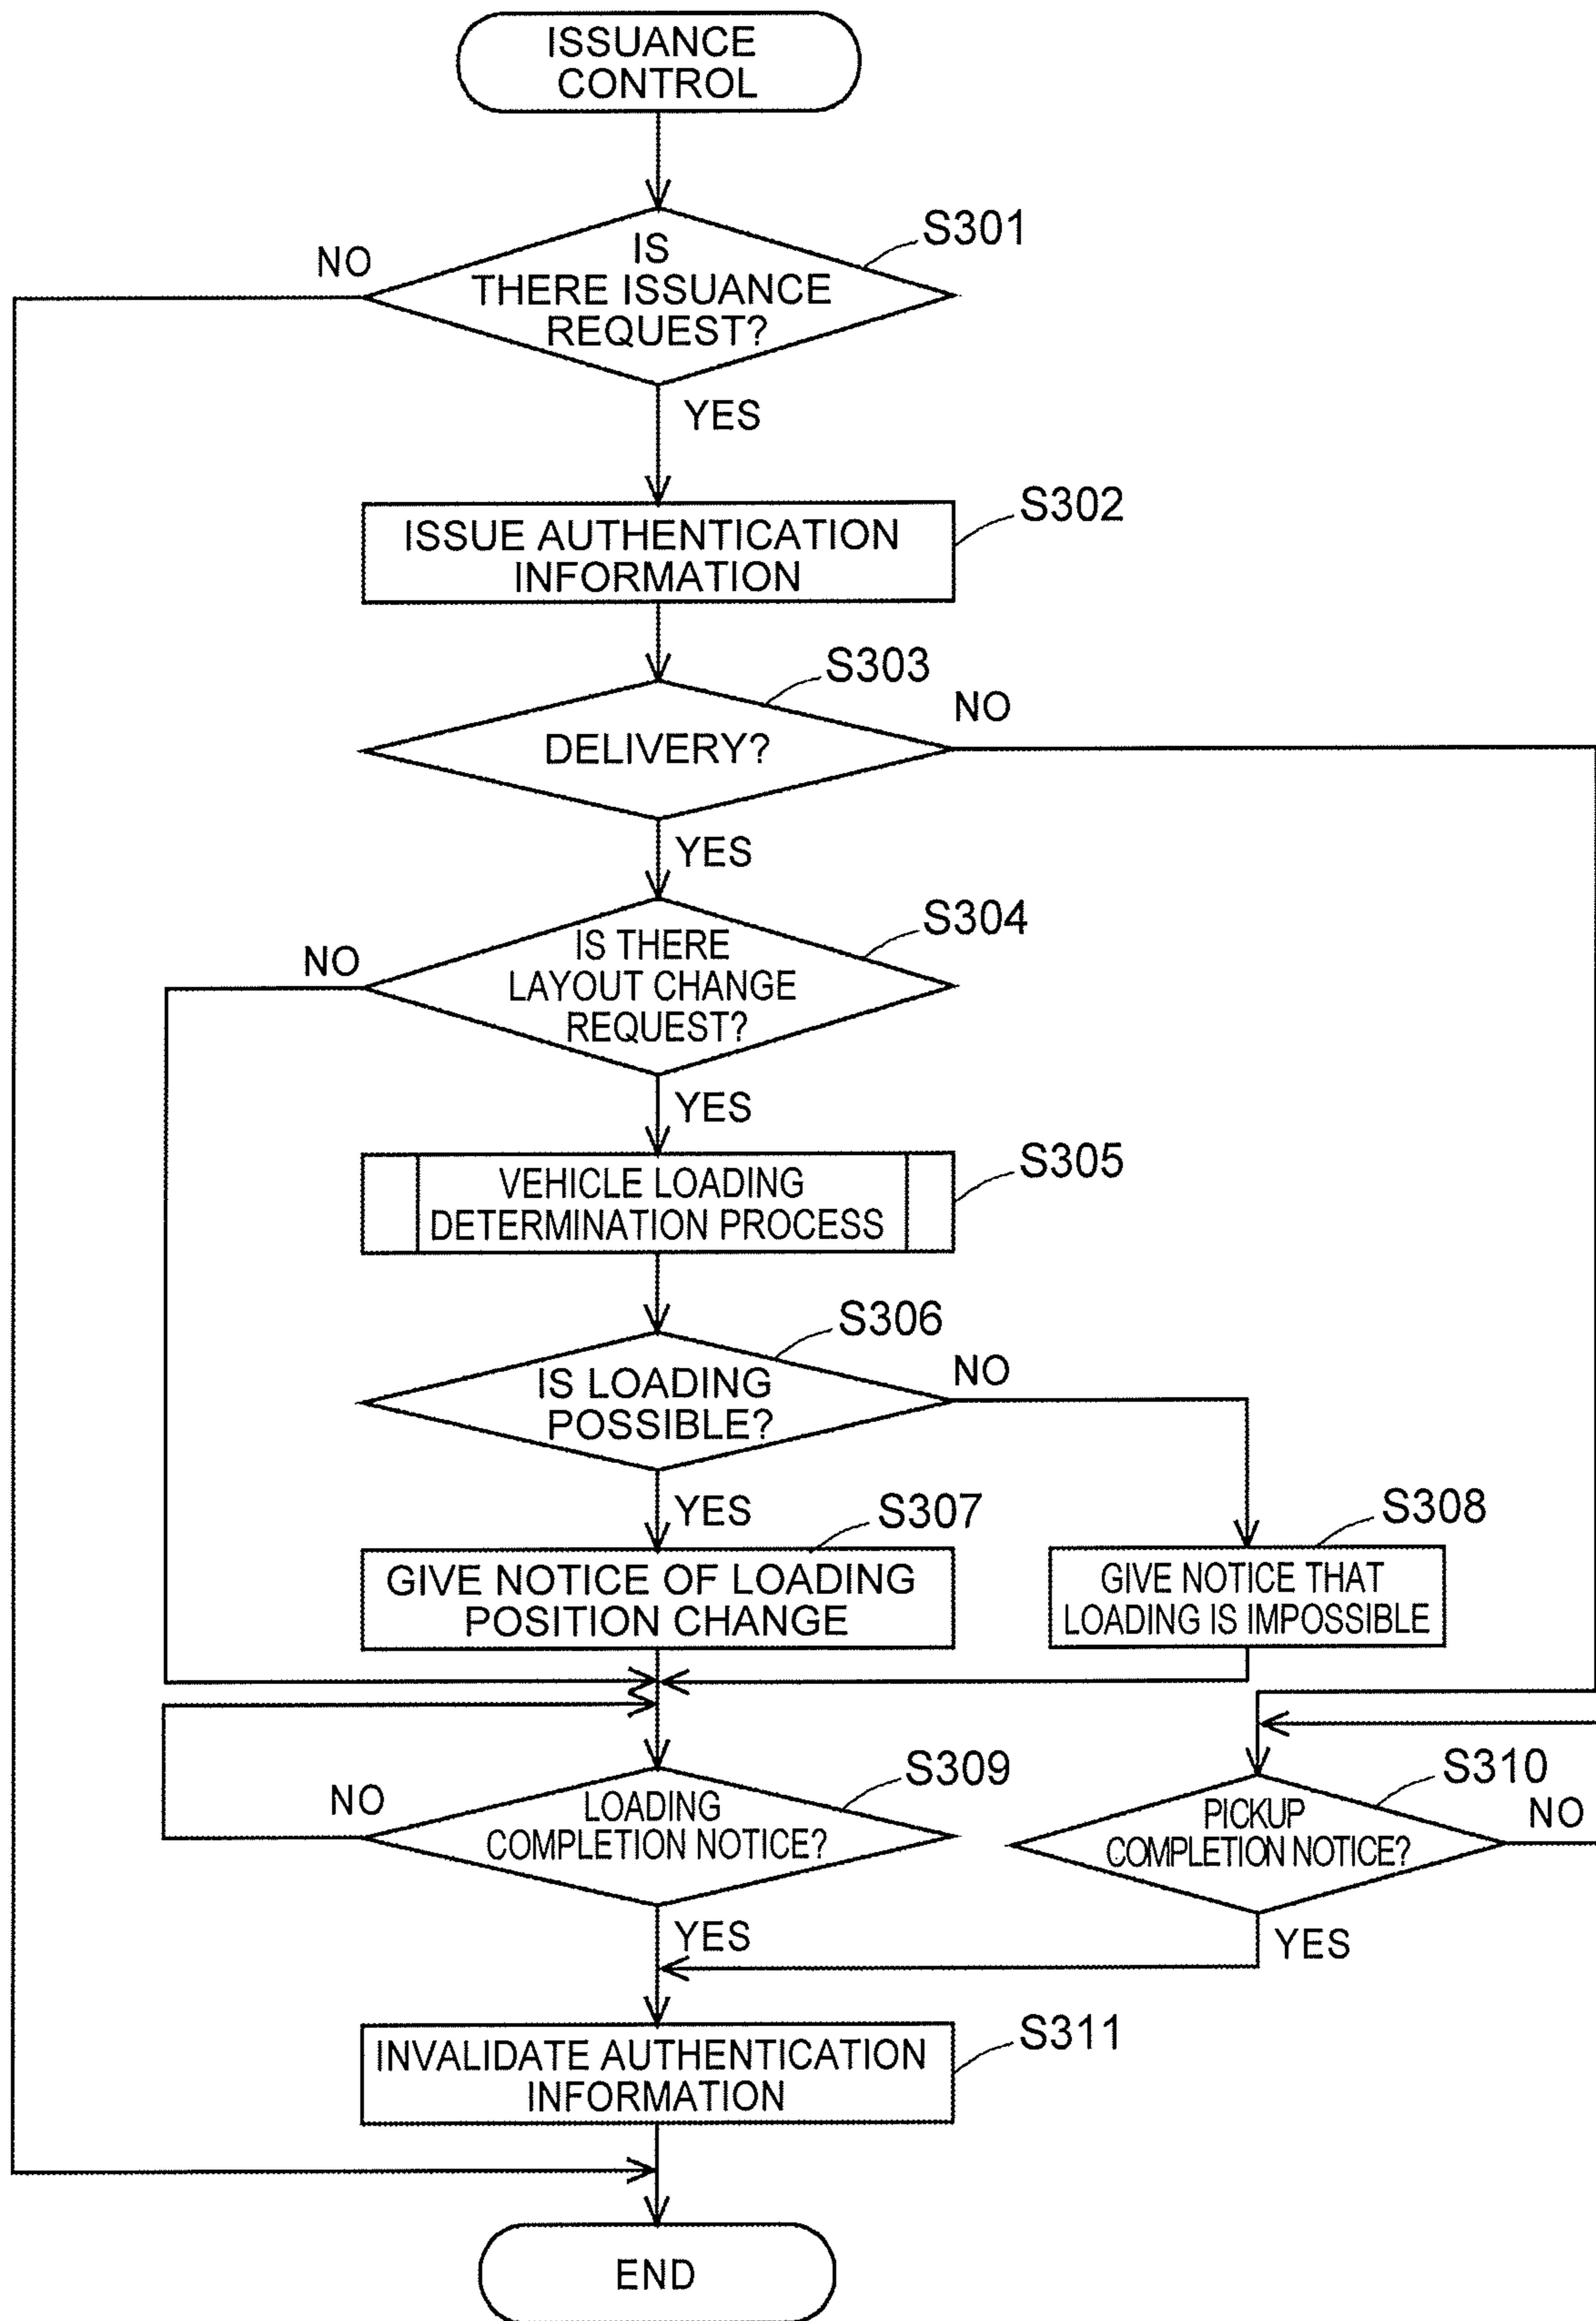 ISSUANCE
CONTROL
S301
NO
IS
THERE ISSUANCE
REQUEST?
YES
S302
ISSUE AUTHENTICATION
INFORMATION
S303
NO
DELIVERY?
YES
S304
NO
IS THERE
LAYOUT CHANGE
REQUEST?
YES
S305
VEHICLE LOADING
DETERMINATION PROCESS
S306
NO
IS LOADING
POSSIBLE?
YES
S307
S308
GIVE NOTICE OF LOADING
POSITION CHANGE
GIVE NOTICE THAT
LOADING IS IMPOSSIBLE
S309
S310
NO
LOADING
COMPLETION NOTICE?
PICKUP
COMPLETION NOTICE?
NO
YES
YES
S311
INVALIDATE AUTHENTICATION
INFORMATION
END